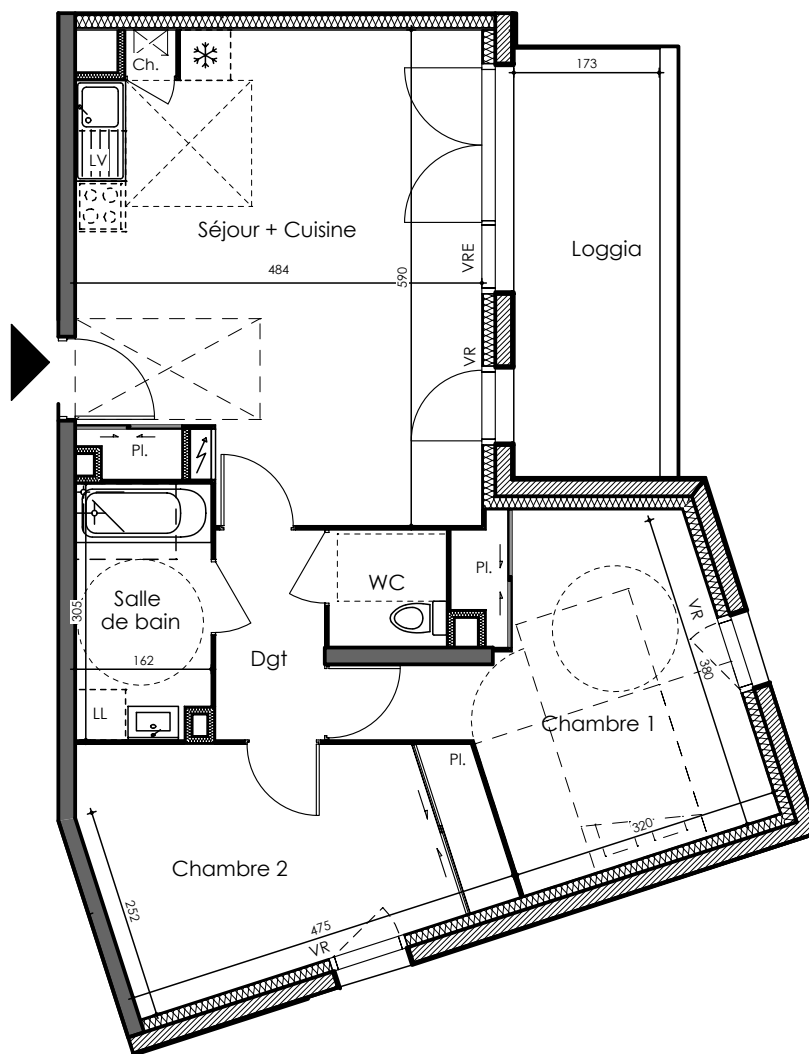 Ch.
173
LV
Séjour + Cuisine
Loggia
484
590
VRE
VR
Pl.
Salle
de bain
305
162
WC
Pl.
Dgt
LL
VR
380
Chambre 1
Pl.
320
Chambre 2
252
475
VR